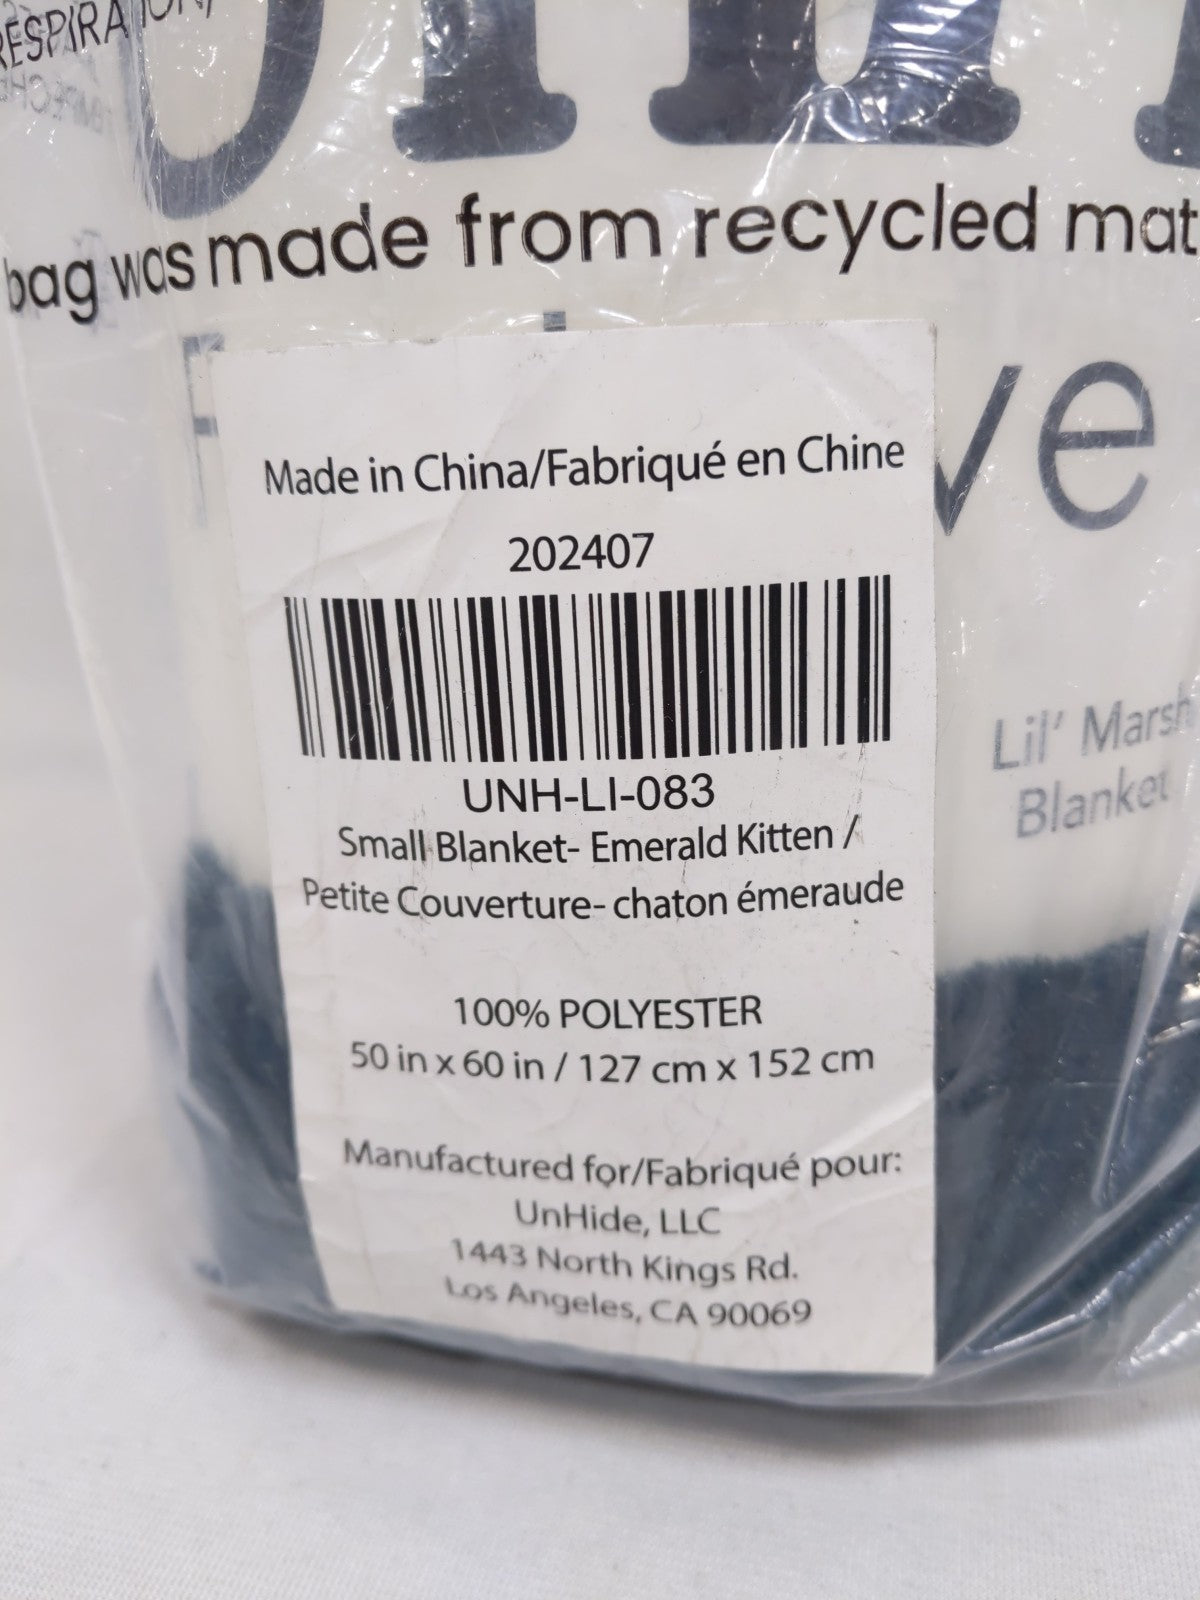 bag was made from recycled
Made in China/Fabriqué en Chine
202407
UNH-LI-083
Small Blanket- Emerald Kitten /
Petite Couverture- chaton émeraude
100% POLYESTER
50 in x 60 in / 127 cm x 152 cm
Manufactured for/Fabriqué pour:
UnHide, LLC
1443 North Kings Rd.
Los Angeles, CA 90069
Lil' Marsh
Blanket